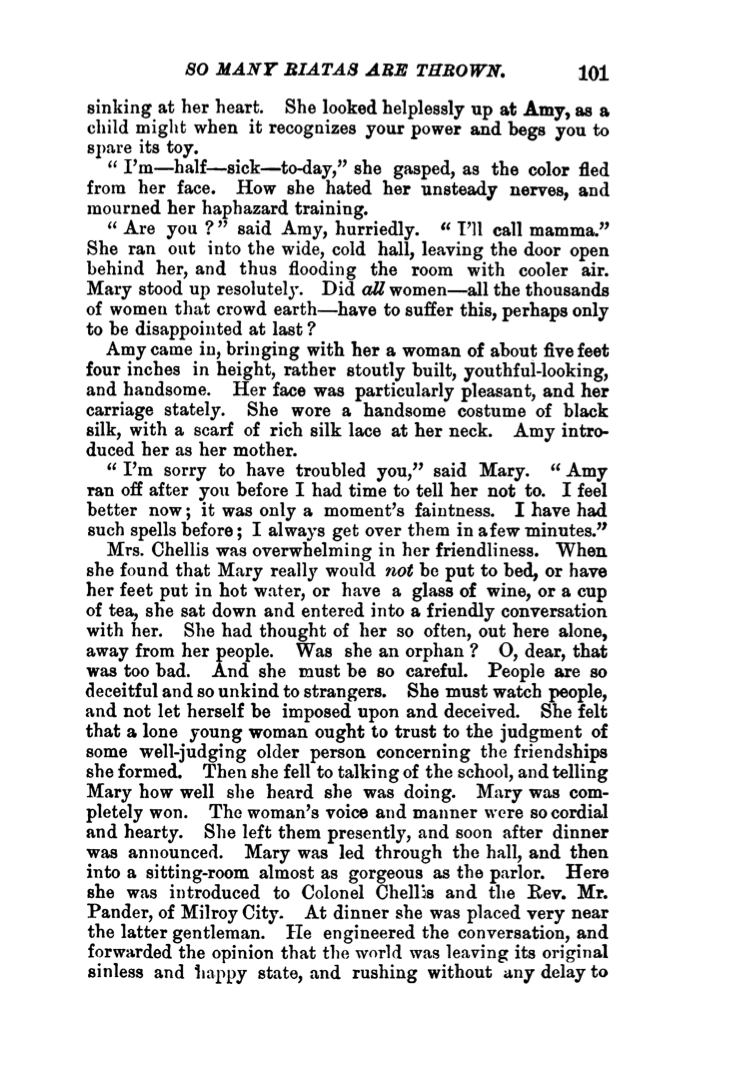 SO MANY RIATAS ARE THROWN. 101
sinking at her heart. She looked helplessly up at Amy, as a
child might when it recognizes your power and begs you to
spare its toy.
“ I’m—half—sick—to-day,” she gasped, as the color fled
from her face. How she hated her unsteady nerves, and
mourned her haphazard training.
“ Are you ?” said Amy, hurriedly. “ I’ll call mamma.”
She ran out into the wide, cold hall, leaving the door open
behind her, and thus flooding the room with cooler air.
Mary stood up resolutely. Did all women—all the thousands
of women that crowd earth—have to suffer this, perhaps only
to be disappointed at last ?
Amy came in, bringing with her a woman of about five feet
four inches in height, rather stoutly built, youthful-looking,
and handsome. Her face was particularly pleasant, and her
carriage stately. She wore a handsome costume of black
silk, with a scarf of rich silk lace at her neck. Amy intro-
duced her as her mother.
“ I’m sorry to have troubled you,” said Mary. “ Amy
ran off after you before I had time to tell her not to. I feel
better now ; it was only a moment’s faintness. I have had
such spells before ; I always get over them in a few minutes.”
Mrs. Chellis was overwhelming in her friendliness. When
she found that Mary really would not be put to bed, or have
her feet put in hot water, or have a glass of wine, or a cup
of tea, she sat down and entered into a friendly conversation
with her. She had thought of her so often, out here alone,
away from her people. Was she an orphan ? O, dear, that
was too bad. And she must be so careful. People are so
deceitful and so unkind to strangers. She must watch people,
and not let herself be imposed upon and deceived. She felt
that a lone young woman ought to trust to the judgment of
some well-judging older person concerning the friendships
she formed. Then she fell to talking of the school, and telling
Mary how well she heard she was doing. Mary was com-
pletely won. The woman’s voice and manner were so cordial
and hearty. She left them presently, and soon after dinner
was announced. Mary was led through the hall, and then
into a sitting-room almost as gorgeous as the parlor. Here
she was introduced to Colonel Chellis and the Rev. Mr.
Pander, of Milroy City. At dinner she was placed very near
the latter gentleman. He engineered the conversation, and
forwarded the opinion that the world was leaving its original
sinless and happy state, and rushing without any delay to